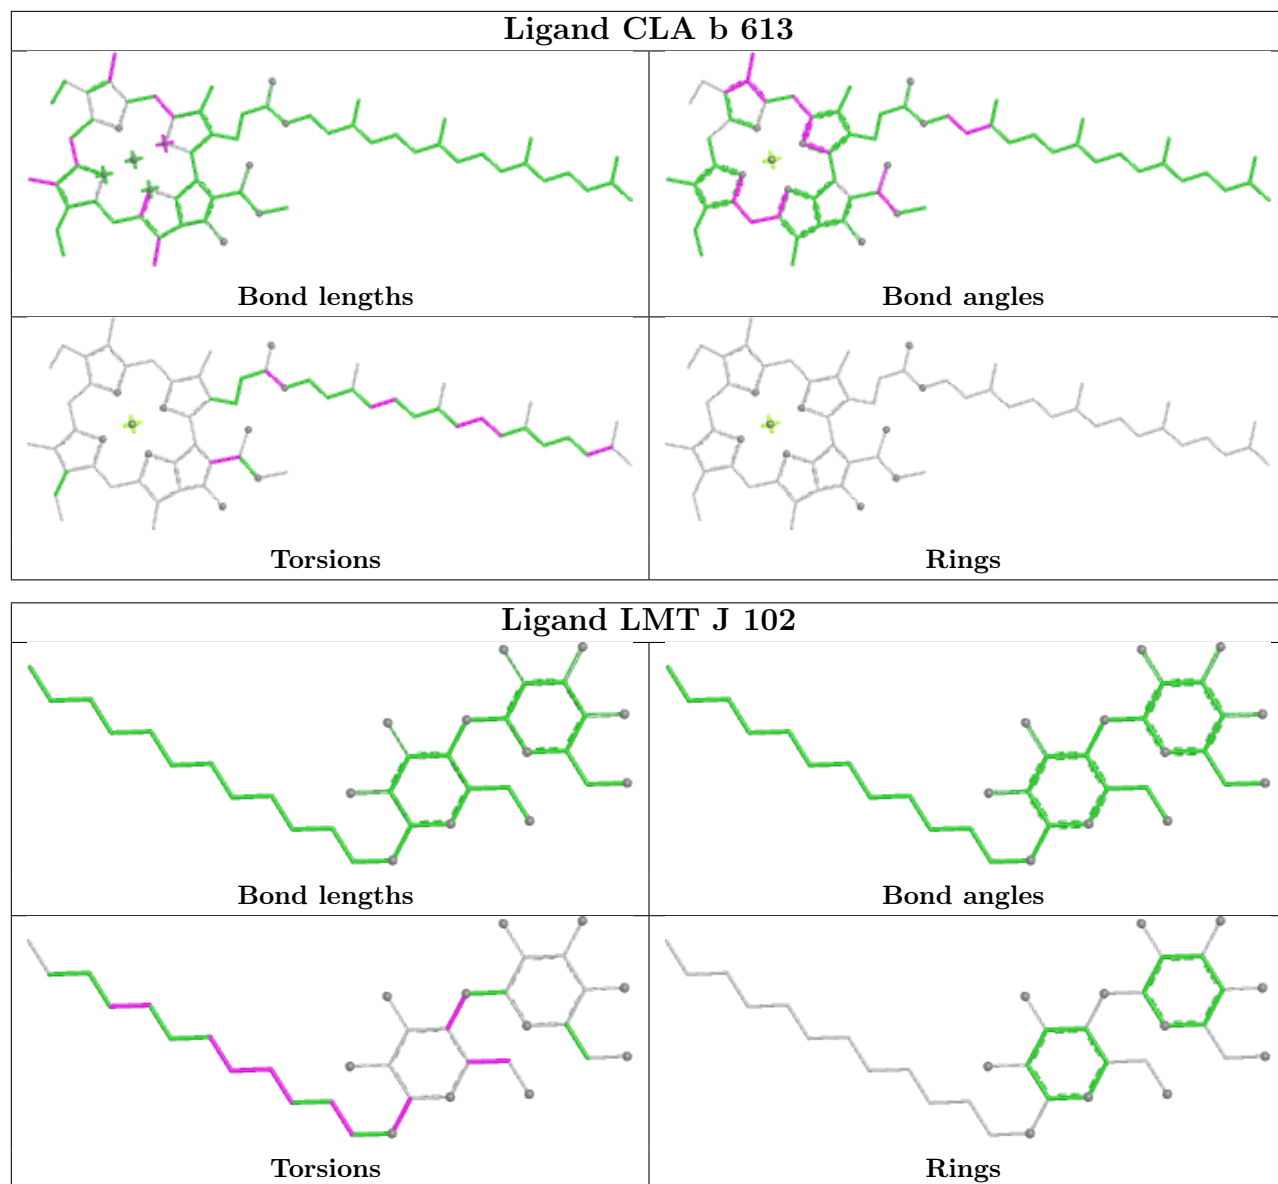 Ligand CLA b 613
Bond lengths
Bond angles
Torsions
Rings
Ligand LMT J 102
Bond lengths
Bond angles
Torsions
Rings